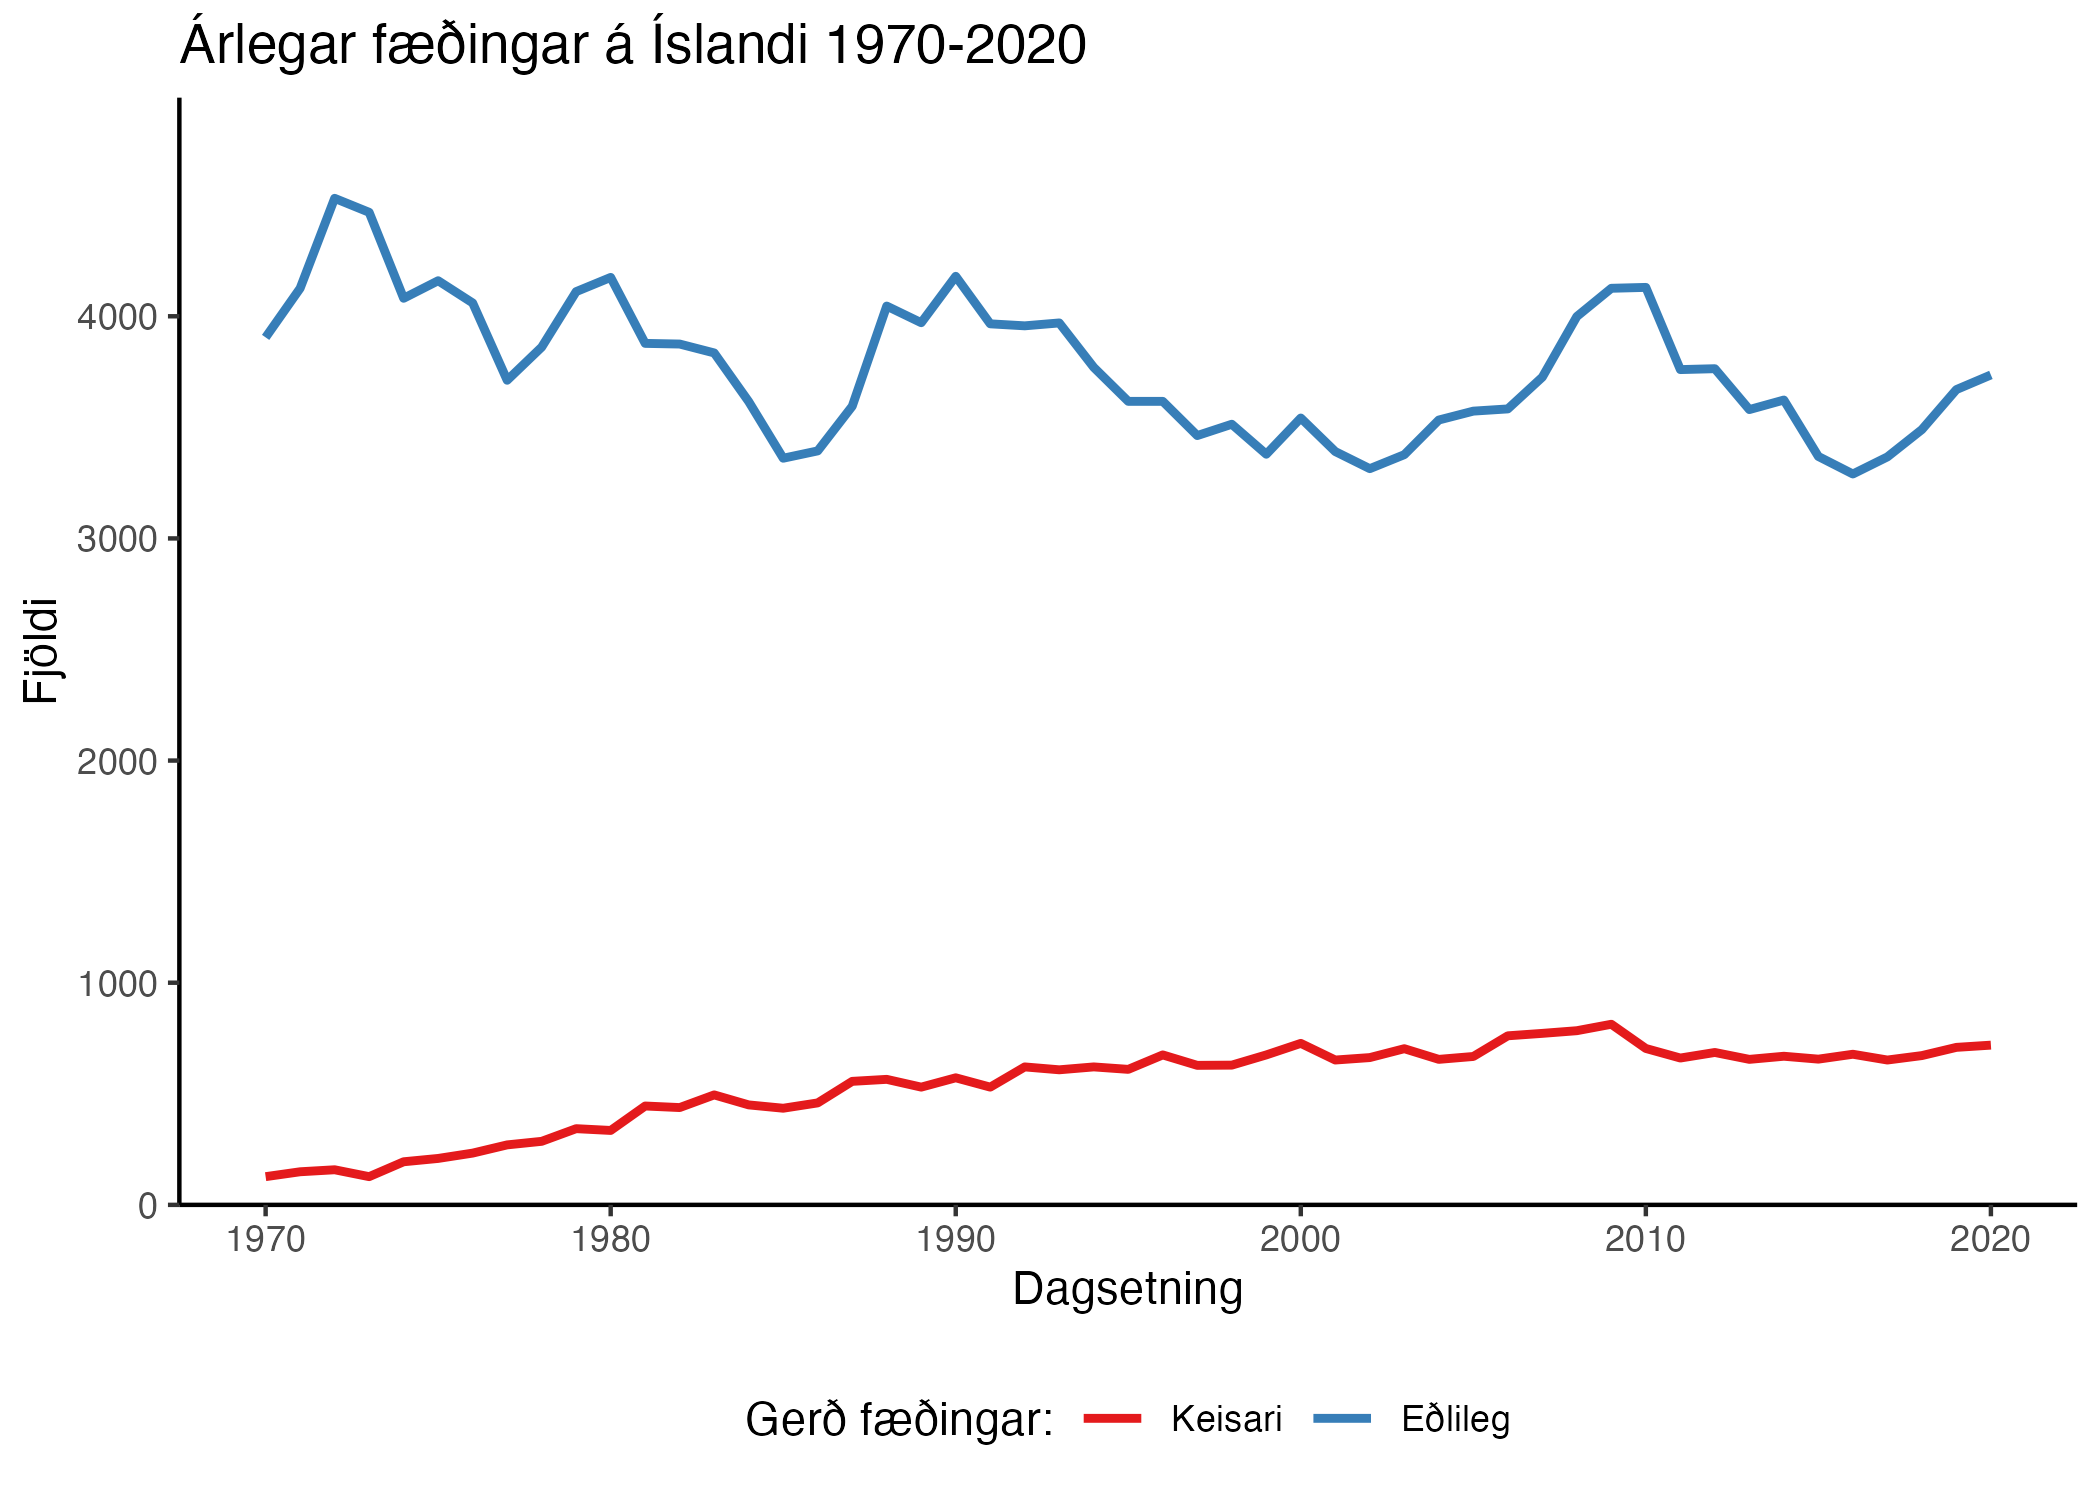 Árlegar fæðingar á Íslandi 1970-2020
Fjöldi
4000
3000
2000
1000
0
1970 1980 1990 2000 2010 2020
Dagsetning
Gerð fæðingar: Keisari Eðlileg